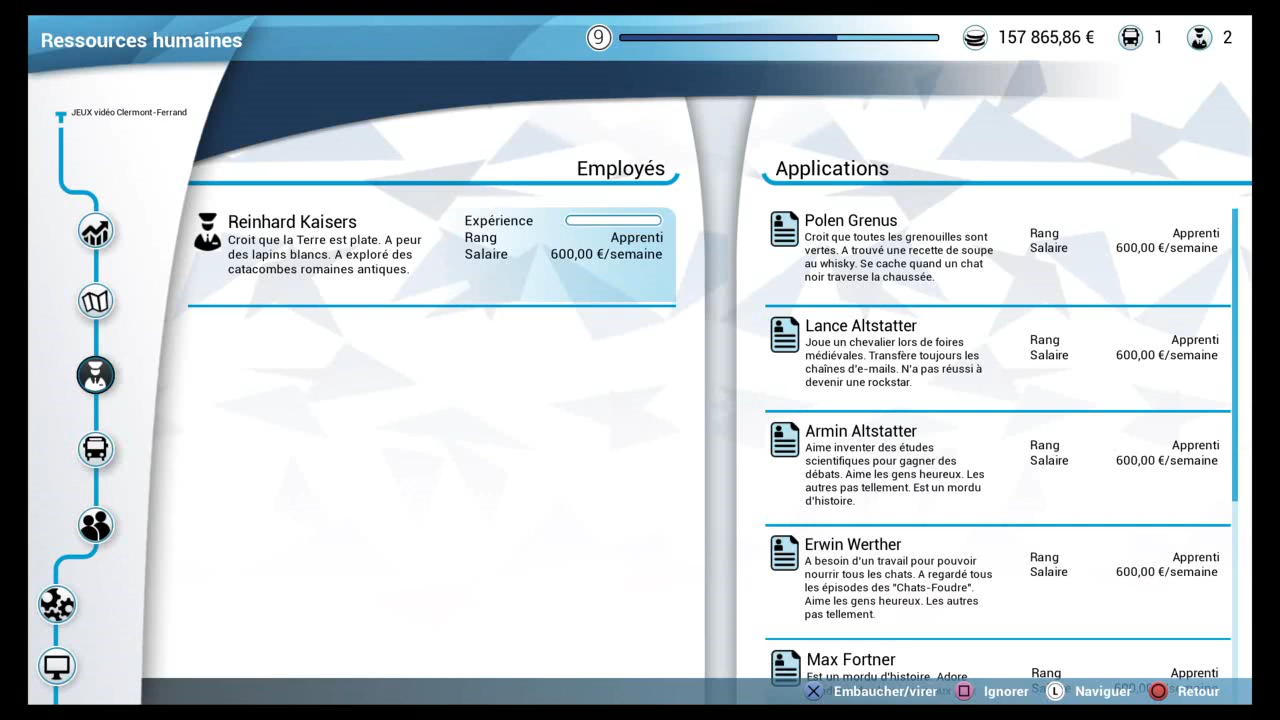 Ressources humaines
9
157 865,86 €
1
2
JEUX vidéo Clermont-Ferrand
Employés
Reinhard Kaisers
Croit que la Terre est plate. A peur
des lapins blancs. A exploré des
catacombes romaines antiques.
Expérience
Rang Apprenti
Salaire 600,00 €/semaine
Applications
Polen Grenus
Croit que toutes les grenouilles sont
vertes. A trouvé une recette de soupe
au whisky. Se cache quand un chat
noir traverse la chaussée.
Rang Apprenti
Salaire 600,00 €/semaine
Lance Altstatter
Joue un chevalier lors de foires
médiévales. Transfère toujours les
chaînes d'e-mails. N'a pas réussi à
devenir une rockstar.
Rang Apprenti
Salaire 600,00 €/semaine
Armin Altstatter
Aime inventer des études
scientifiques pour gagner des
débats. Aime les gens heureux. Les
autres pas tellement. Est un mordu
d'histoire.
Rang Apprenti
Salaire 600,00 €/semaine
Erwin Werther
A besoin d'un travail pour pouvoir
nourrir tous les chats. A regardé tous
les épisodes des "Chats-Foudre".
Aime les gens heureux. Les autres
pas tellement.
Rang Apprenti
Salaire 600,00 €/semaine
Max Fortner
Est un mordu d'histoire. Adore
Rang Apprenti
Embaucher/virer Ignorer L Naviguer Retour